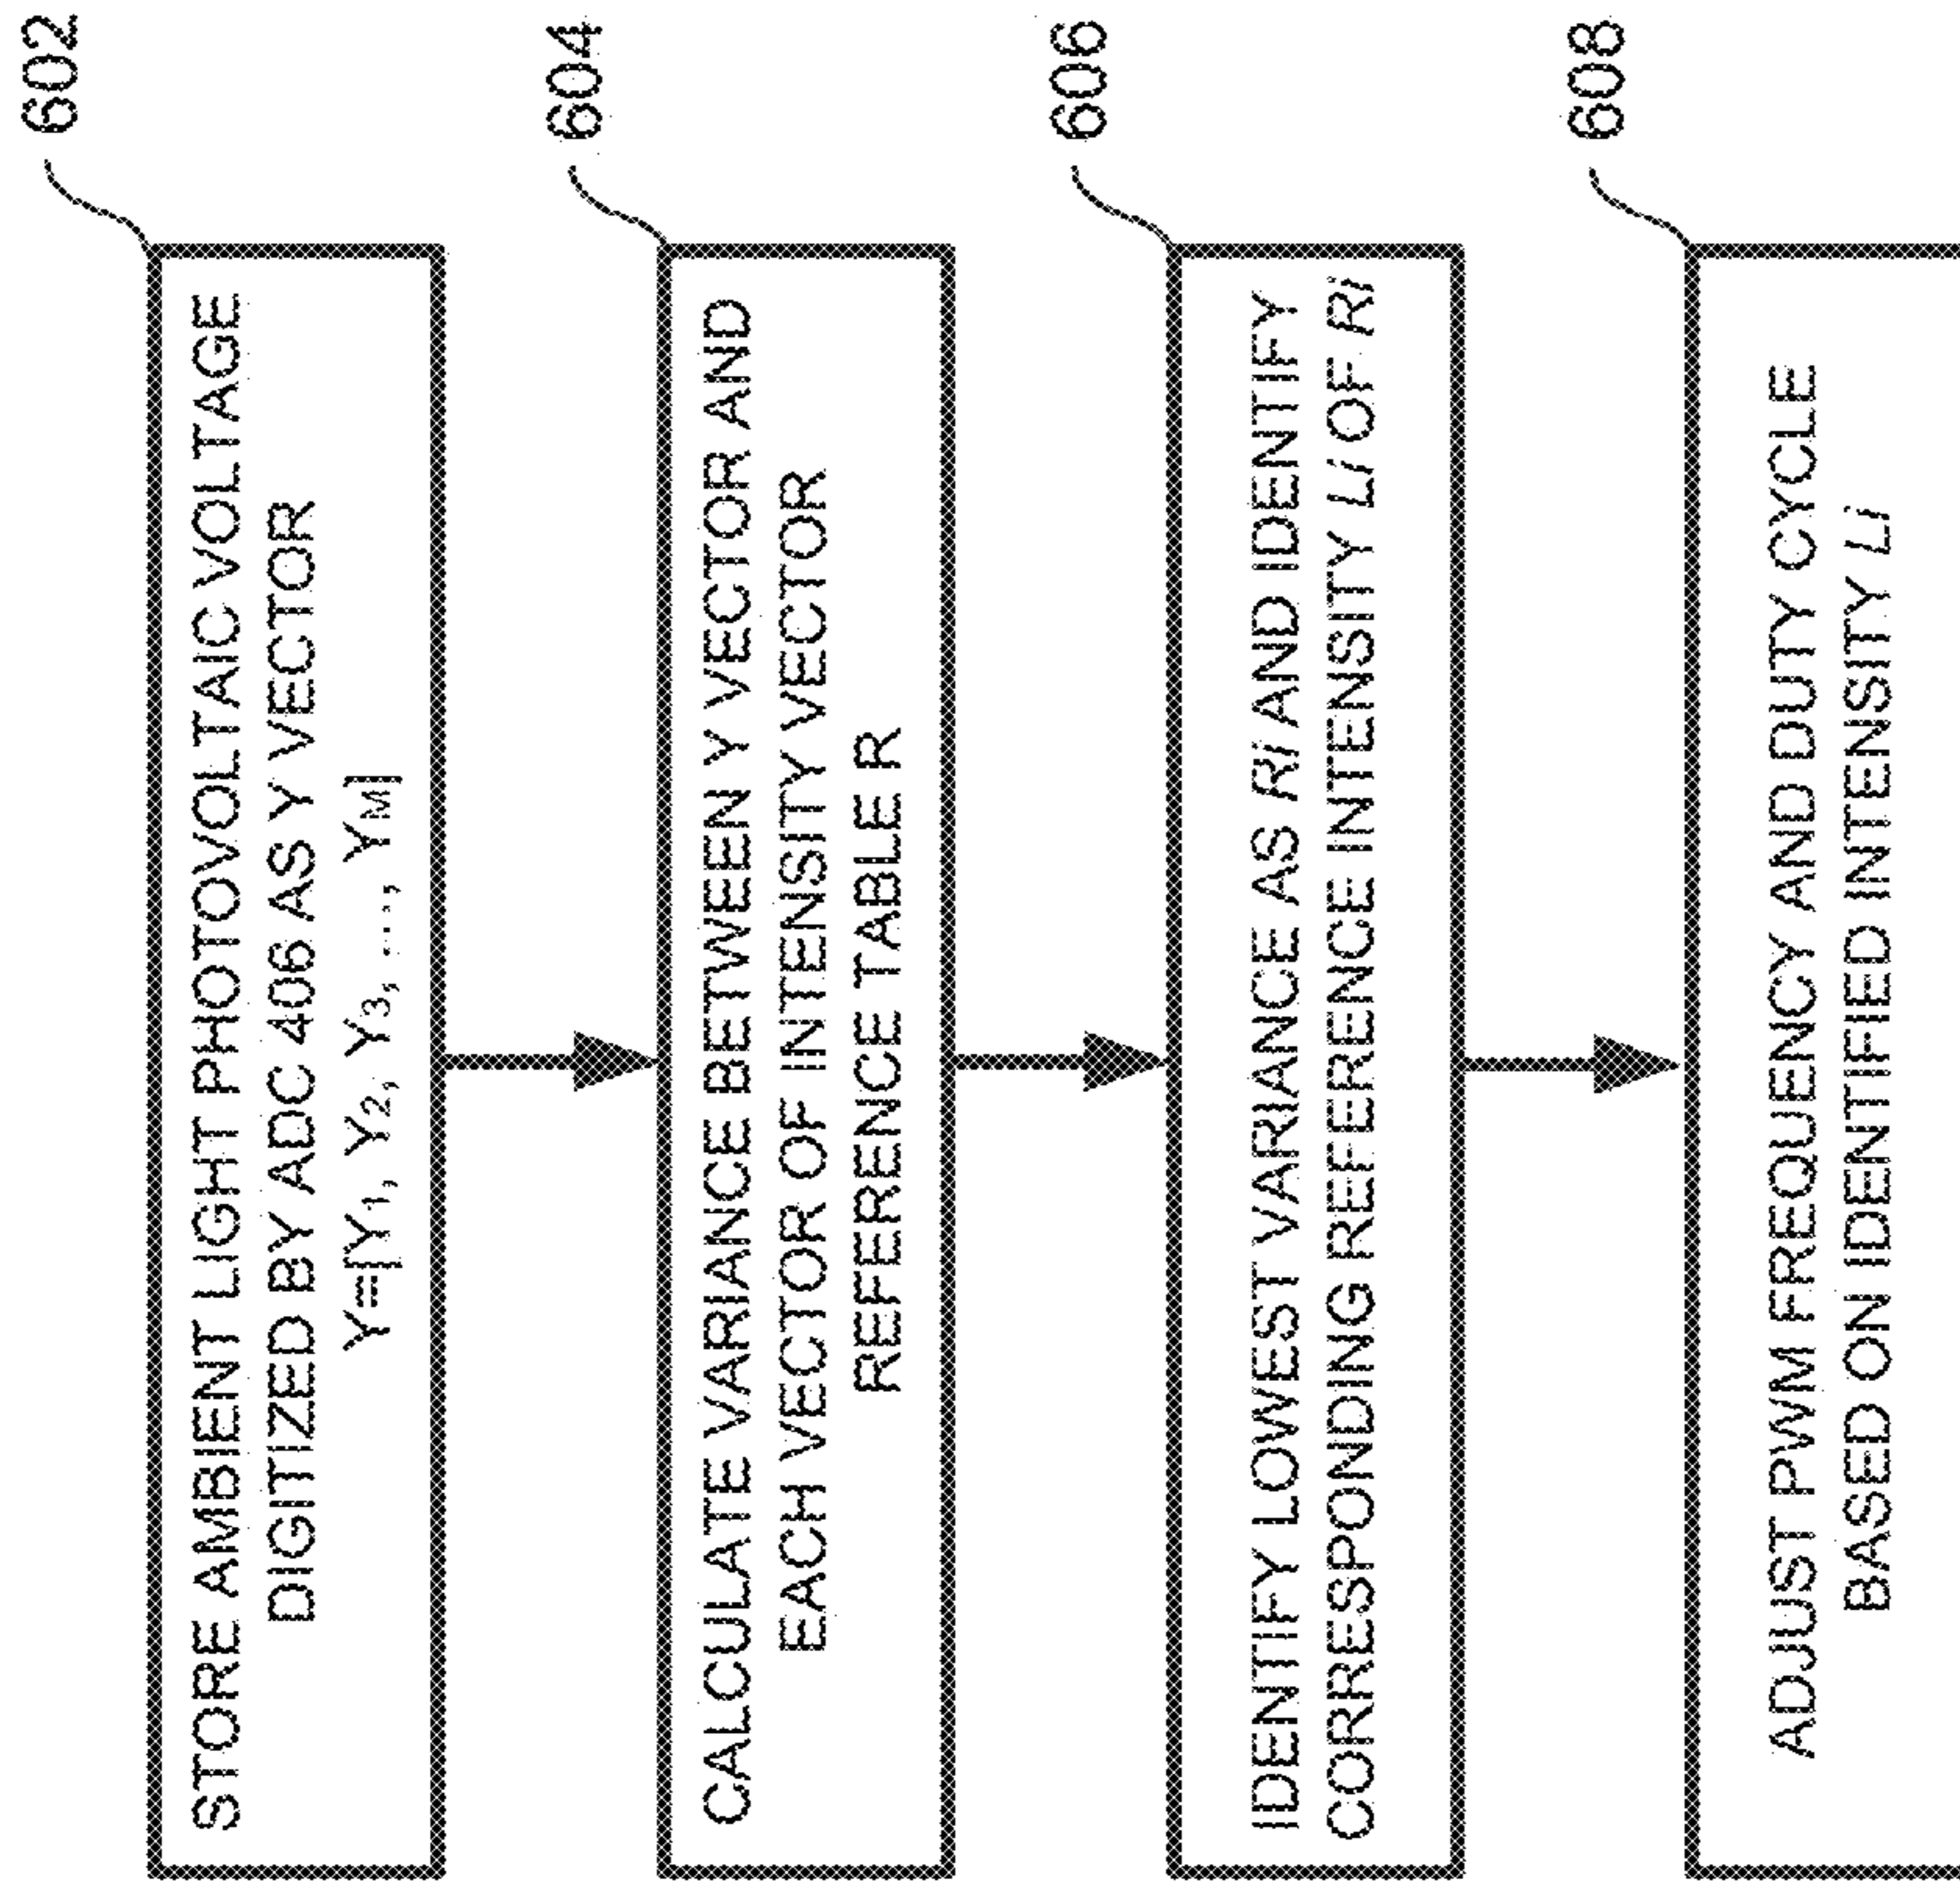 602
STORE AMBIENT LIGHT PHOTOVOLTAIC VOLTAGE
DIGITIZED BY ADC 406 AS Y VECTOR
Y=[Y1, Y2, Y3, ..., YM]
604
CALCULATE VARIANCE BETWEEN Y VECTOR AND
EACH VECTOR OF INTENSITY VECTOR
REFERENCE TABLE R
606
IDENTIFY LOWEST VARIANCE AS Ri AND IDENTIFY
CORRESPONDING REFERENCE INTENSITY Li OF Ri
608
ADJUST PWM FREQUENCY AND DUTY CYCLE
BASED ON IDENTIFIED INTENSITY Li